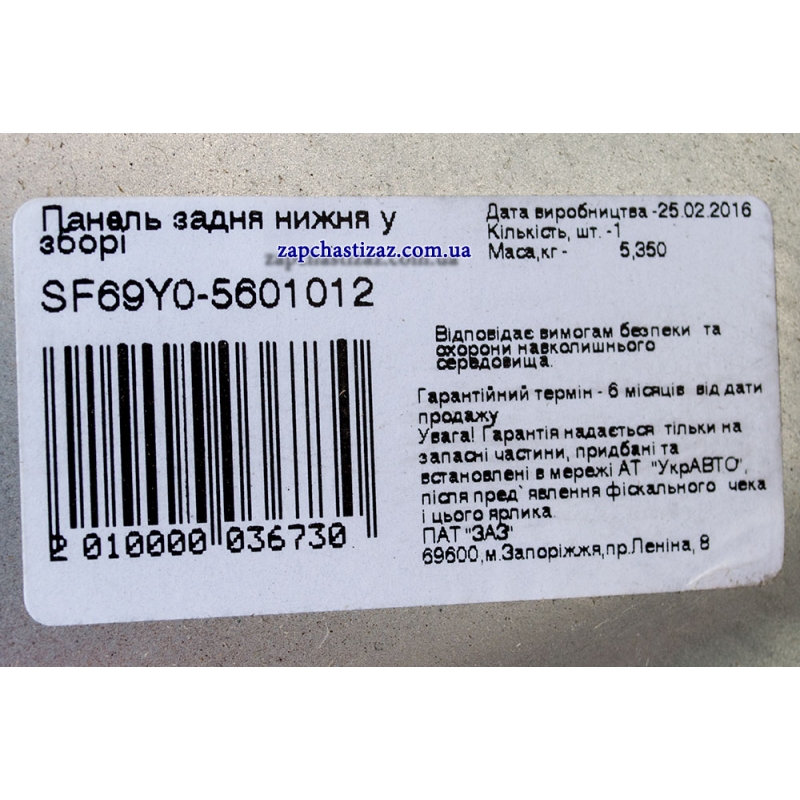 Панель задня нижня у
зборі
zapchastizaz.com.ua
SF69Y0-5601012
2 010000 036730
Дата виробництва -25.02.2016
Кількість, шт. -1
Маса,кг - 5,350
Відповідає вимогам безпеки та
охорони навколишнього
середовища.
Гарантійний термін - 6 місяців від дати
продажу
Увага! Гарантія надається тільки на
запасні частини, придбані та
встановлені в мережі АТ "УкрАВТО",
після пред`явлення фіскального чека
і цього ярлика.
ПАТ "ЗАЗ"
69600,м.Запоріжжя,пр.Леніна, 8